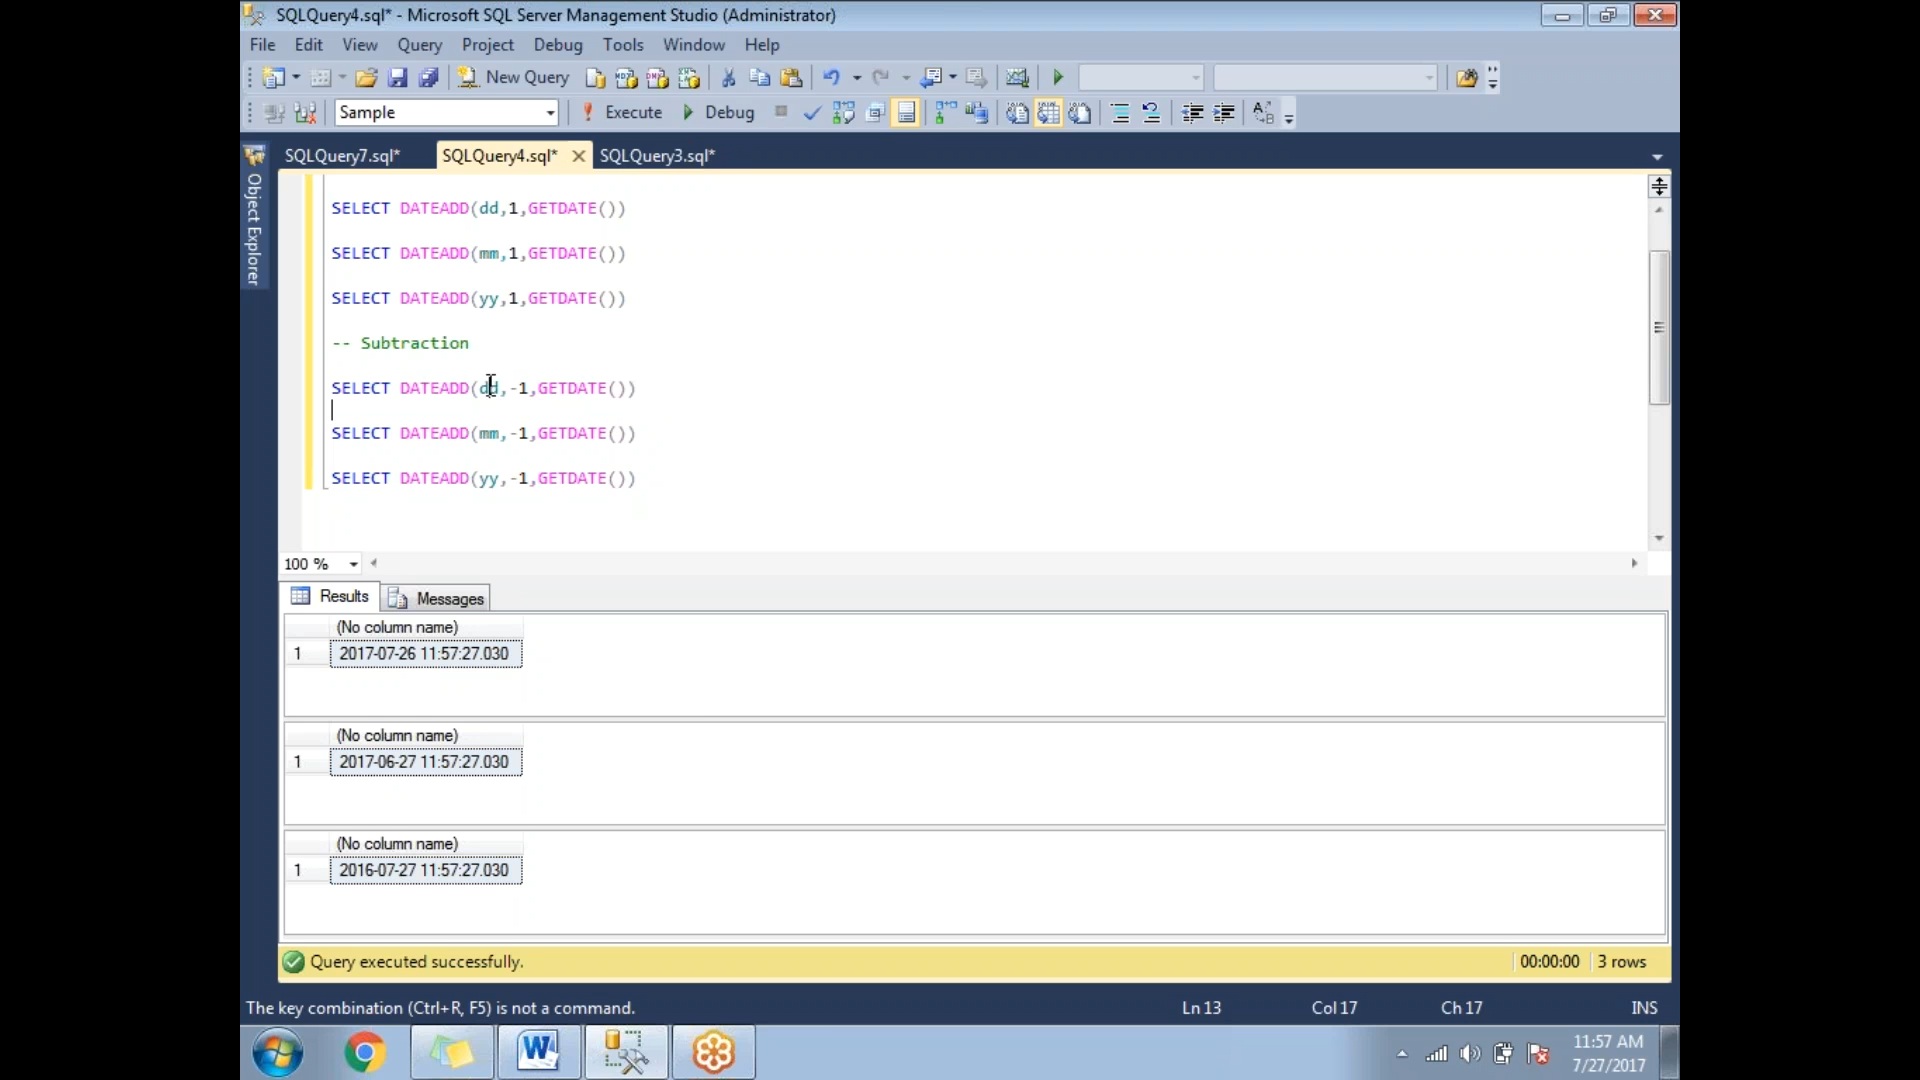 SQLQuery4.sql* - Microsoft SQL Server Management Studio (Administrator)
File Edit View Query Project Debug Tools Window Help
New Query
Sample Execute Debug
SQLQuery7.sql* SQLQuery4.sql* SQLQuery3.sql*
Object Explorer
SELECT DATEADD(dd,1,GETDATE())
SELECT DATEADD(mm,1,GETDATE())
SELECT DATEADD(yy,1,GETDATE())
-- Subtraction
SELECT DATEADD(dd,-1,GETDATE())
SELECT DATEADD(mm,-1,GETDATE())
SELECT DATEADD(yy,-1,GETDATE())
100 %
Results Messages
(No column name)
1 2017-07-26 11:57:27.030
(No column name)
1 2017-06-27 11:57:27.030
(No column name)
1 2016-07-27 11:57:27.030
Query executed successfully. 00:00:00 3 rows
The key combination (Ctrl+R, F5) is not a command. Ln 13 Col 17 Ch 17 INS
11:57 AM
7/27/2017